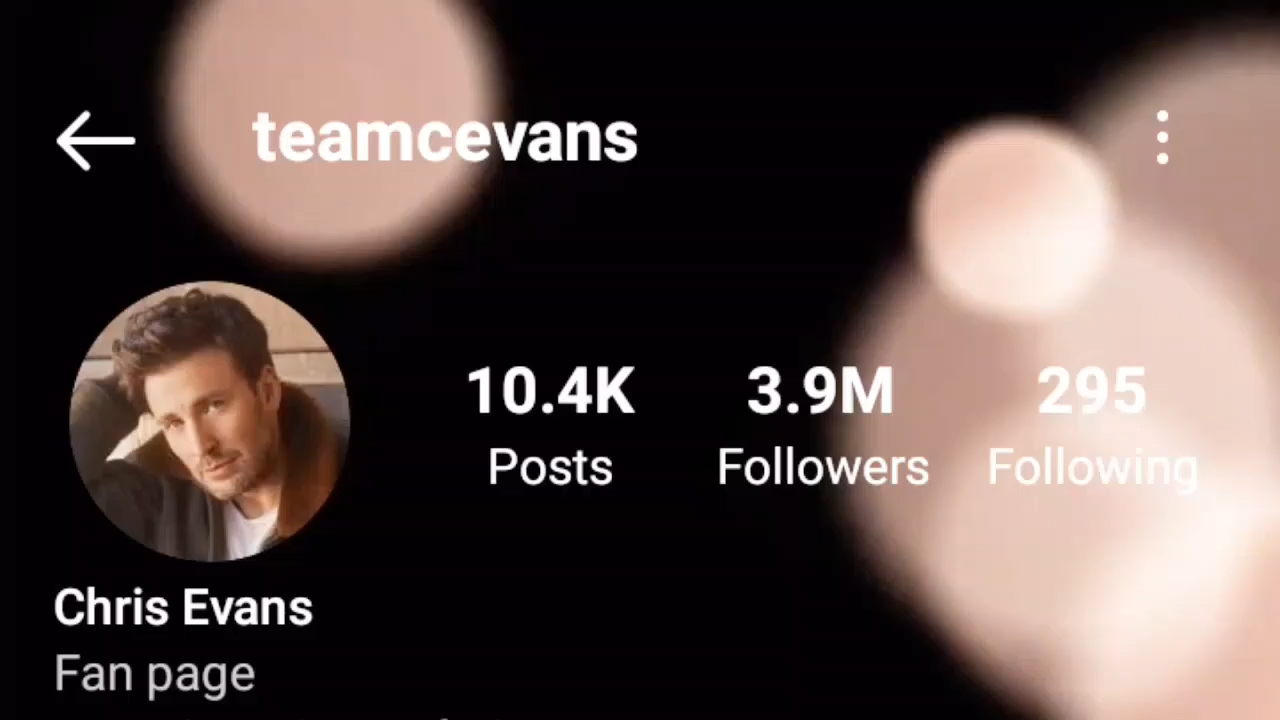 teamcevans
10.4K 3.9M 295
Posts Followers Following
Chris Evans
Fan page